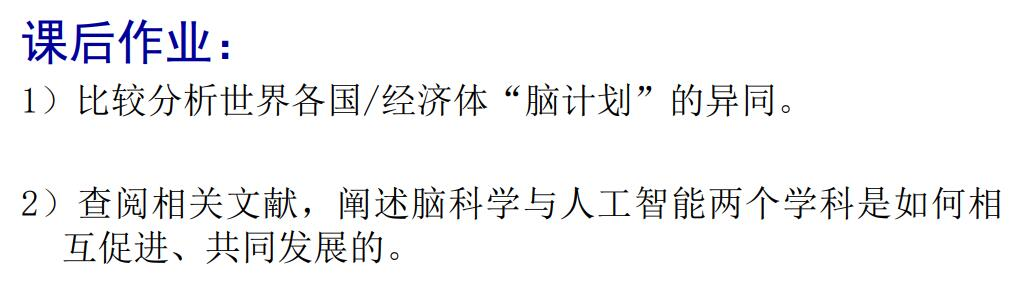 课后作业：
1）比较分析世界各国/经济体“脑计划”的异同。
2）查阅相关文献，阐述脑科学与人工智能两个学科是如何相
互促进、共同发展的。